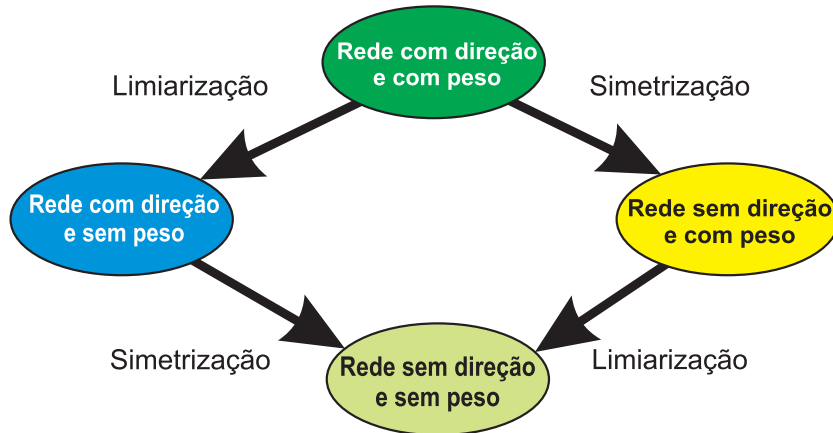 Rede com direção
e com peso
Limiarização
Simetrização
Rede com direção
e sem peso
Rede sem direção
e com peso
Simetrização
Rede sem direção
e sem peso
Limiarização